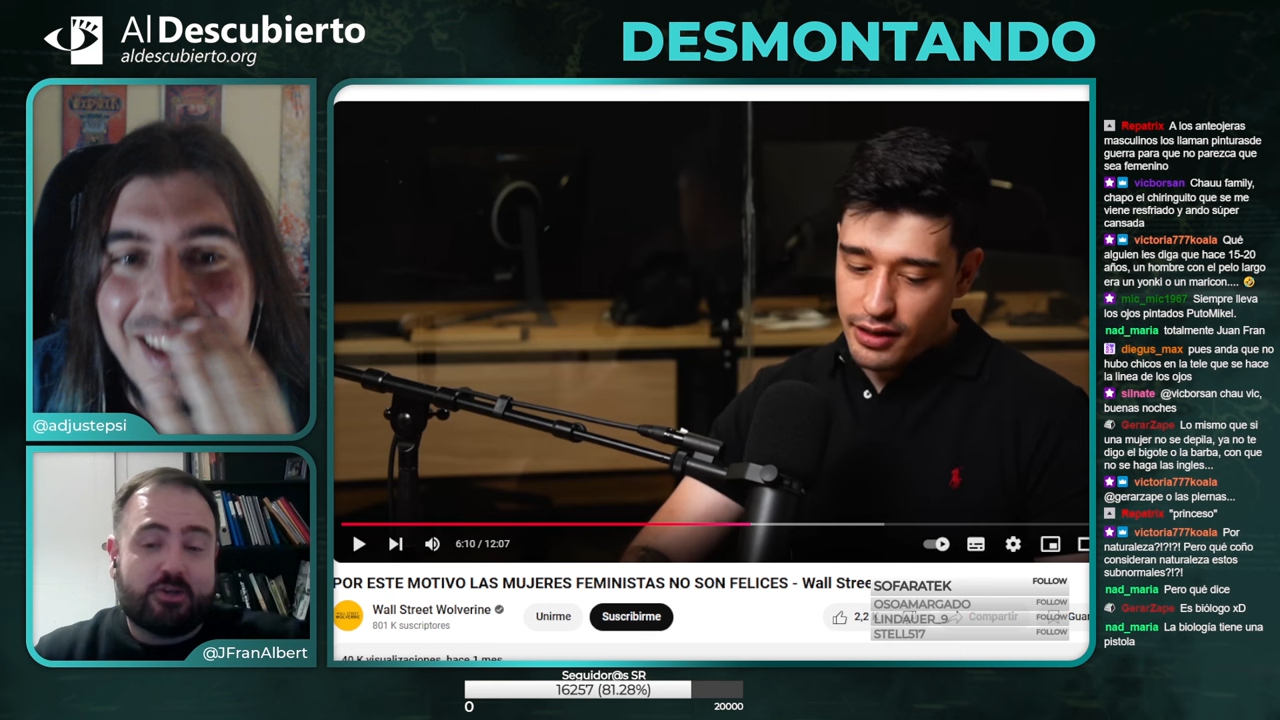 Al Descubierto
aldescubierto.org
DESMONTANDO
@adjustepsi
@JFranAlbert
6:10 / 12:07
POR ESTE MOTIVO LAS MUJERES FEMINISTAS NO SON FELICES - Wall Stree
Wall Street Wolverine
801 K suscriptores
Unirme
Suscribirme
2,2
Compartir
Guar
SOFARATEK FOLLOW
OSOAMARGADO FOLLOW
LINDAUER_9 FOLLOW
STELL517 FOLLOW
40 K visualizaciones hace 1 mes
Seguidor@s SR
16257 (81.28%)
0
20000
Repatrix A los anteojeras
masculinos los llaman pinturasde
guerra para que no parezca que
sea femenino
vicborsan Chauu family,
chapo el chiringuito que se me
viene resfriado y ando súper
cansada
victoria777koala Qué
alguien les diga que hace 15-20
años, un hombre con el pelo largo
era un yonki o un maricon.... 🤣
mic_mic1967 Siempre lleva
los ojos pintados PutoMikel.
nad_maria totalmente Juan Fran
diegus_max pues anda que no
hubo chicos en la tele que se hace
la linea de los ojos
silnate @vicborsan chau vic,
buenas noches
GerarZape Lo mismo que si
una mujer no se depila, ya no te
digo el bigote o la barba, con que
no se haga las ingles...
victoria777koala
@gerarzape o las piernas...
Repatrix "princeso"
victoria777koala Por
naturaleza?!?!?! Pero qué coño
consideran naturaleza estos
subnormales?!?!
nad_maria Pero qué dice
GerarZape Es biólogo xD
nad_maria La biología tiene una
pistola